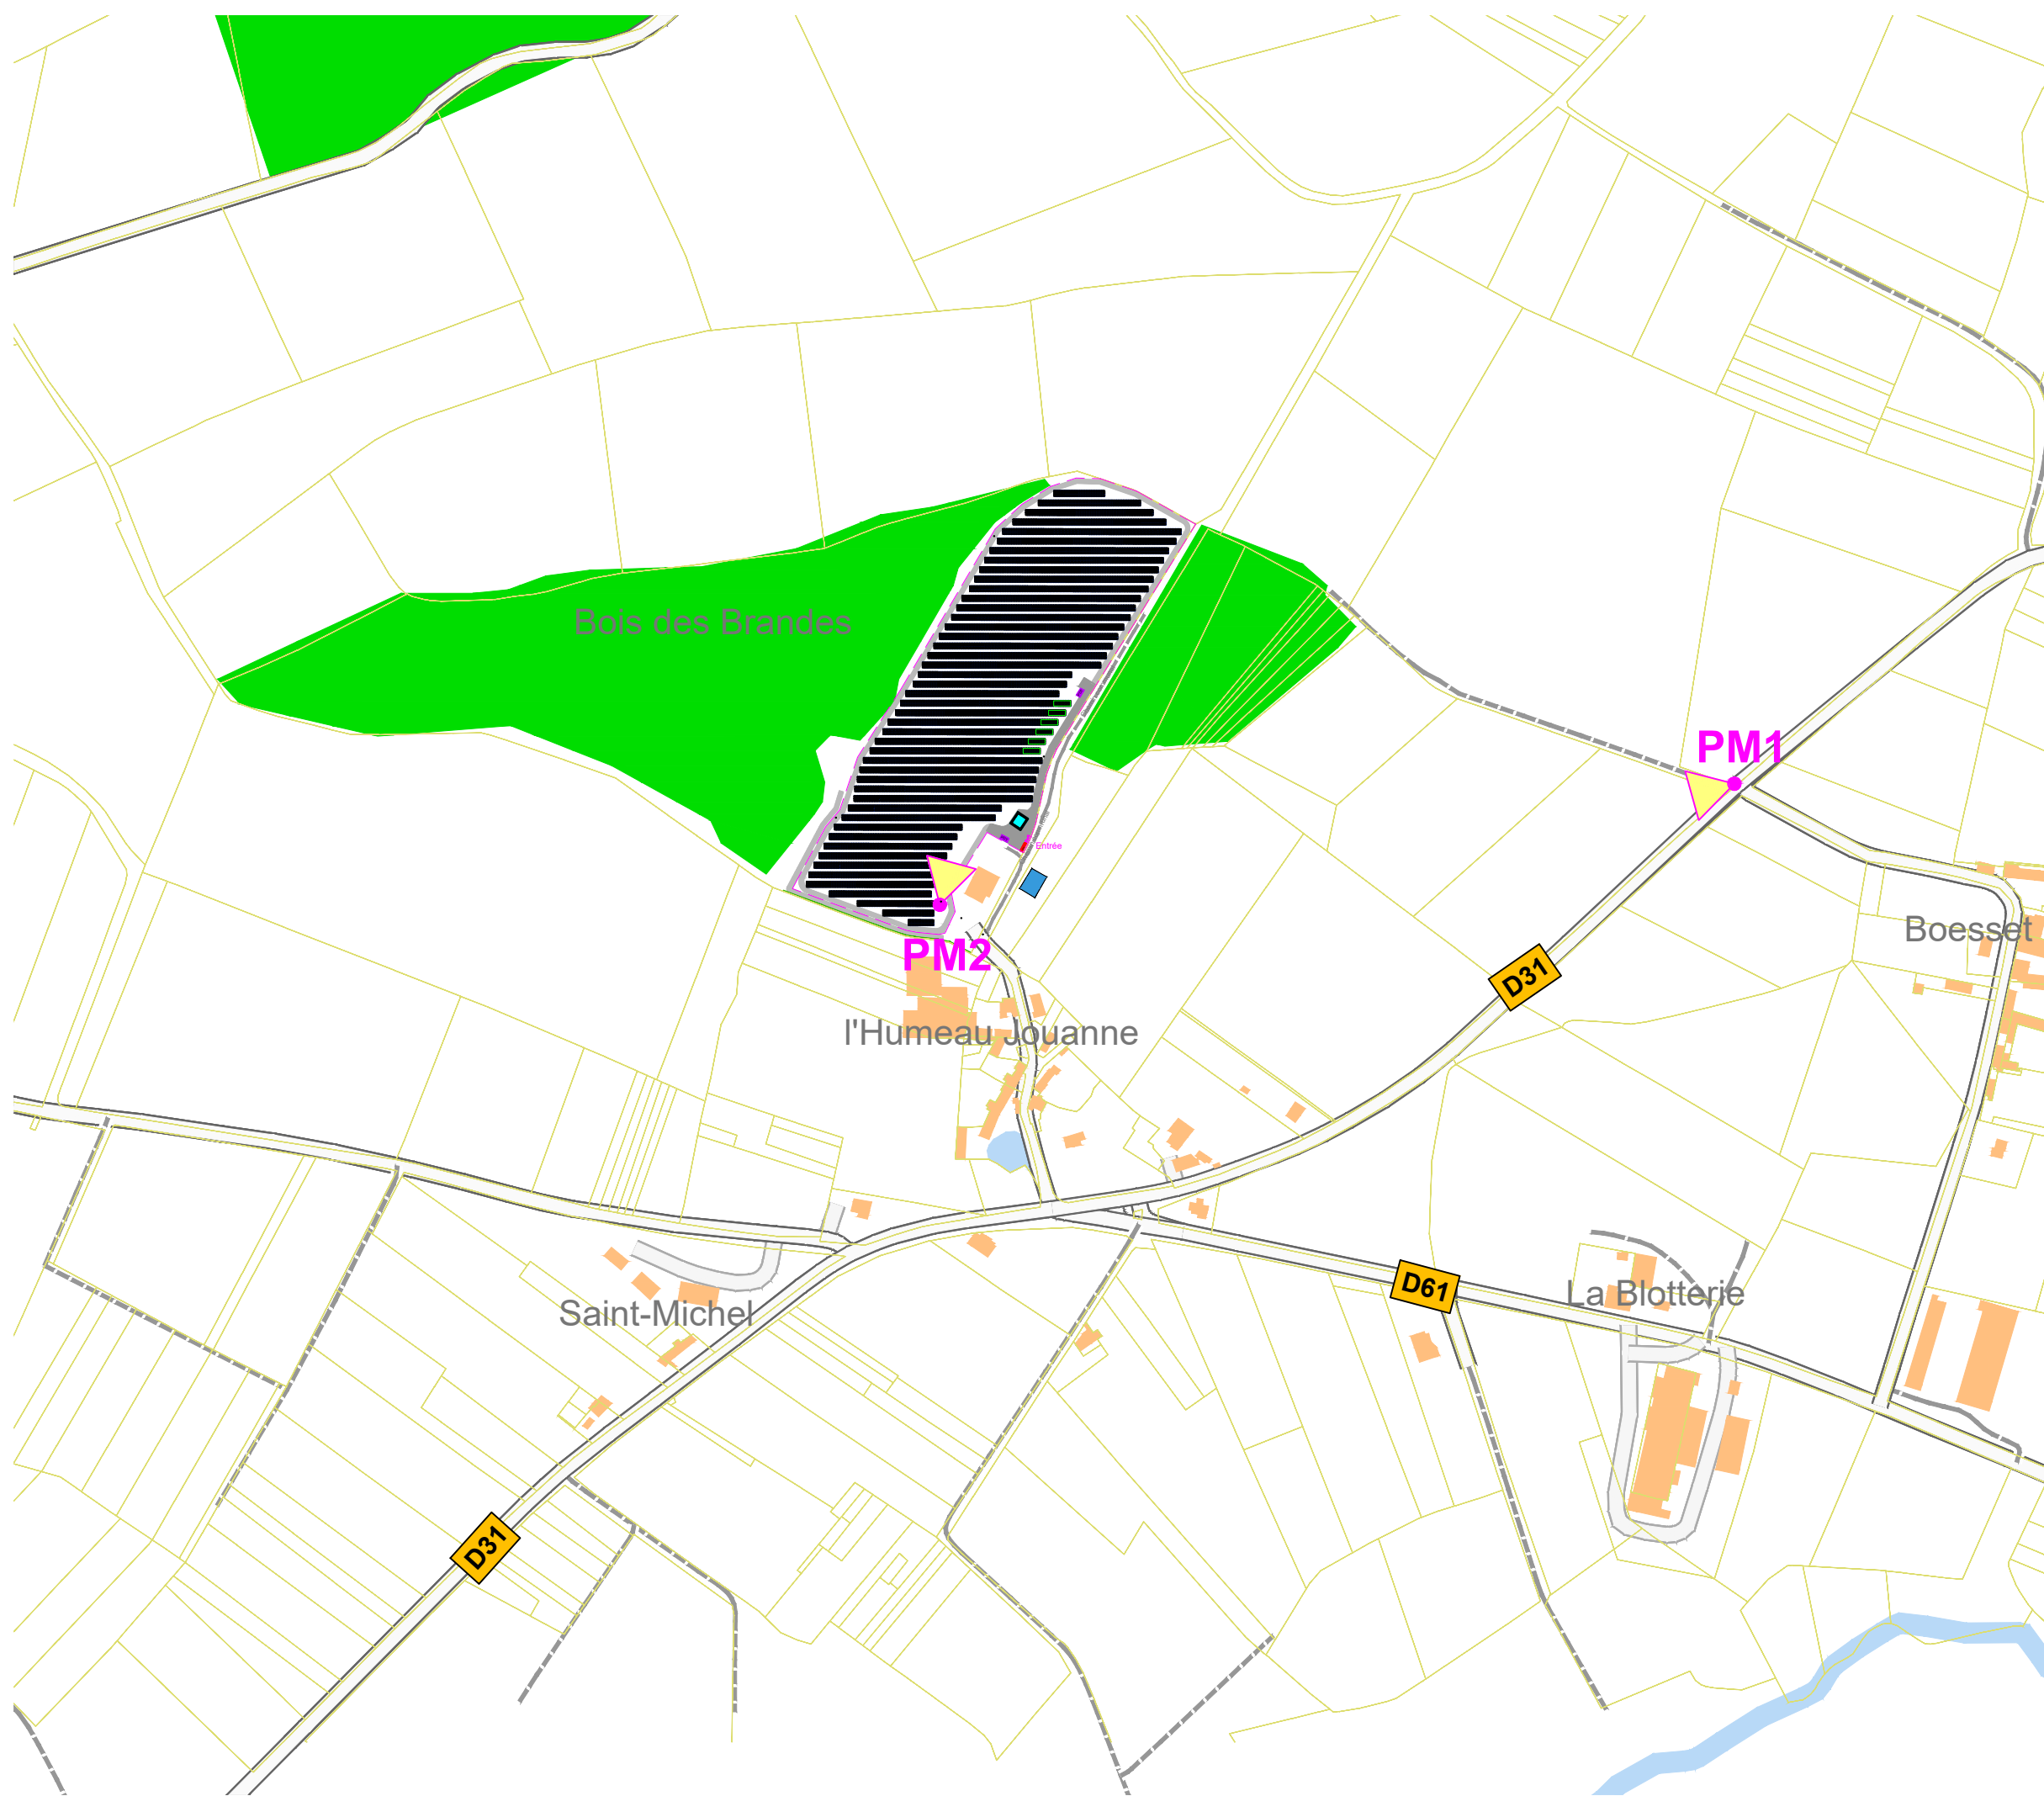 Bois des Brandes
PM1
Entrée
Boesset
PM2
D31
l'Humeau Jouanne
D61
La Blotterie
Saint-Michel
D31